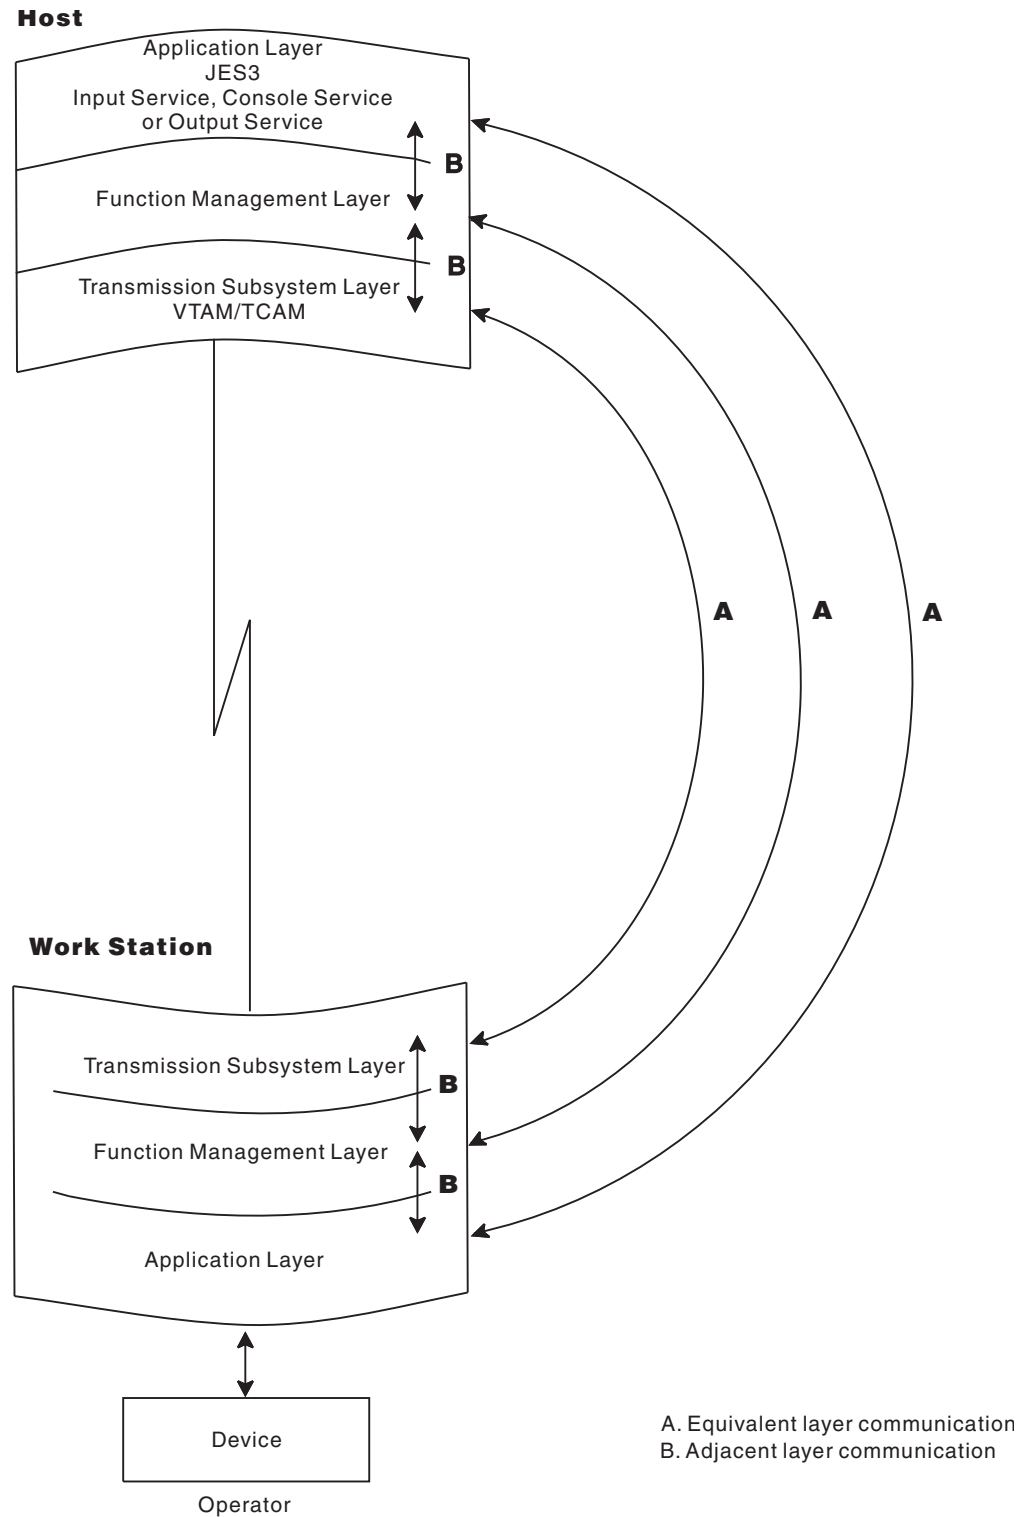 Host
Application Layer
JES3
Input Service, Console Service
or Output Service
B
Function Management Layer
B
Transmission Subsystem Layer
VTAM/TCAM
A
A
A
Work Station
Transmission Subsystem Layer
B
Function Management Layer
B
Application Layer
Device
Operator
A. Equivalent layer communication
B. Adjacent layer communication